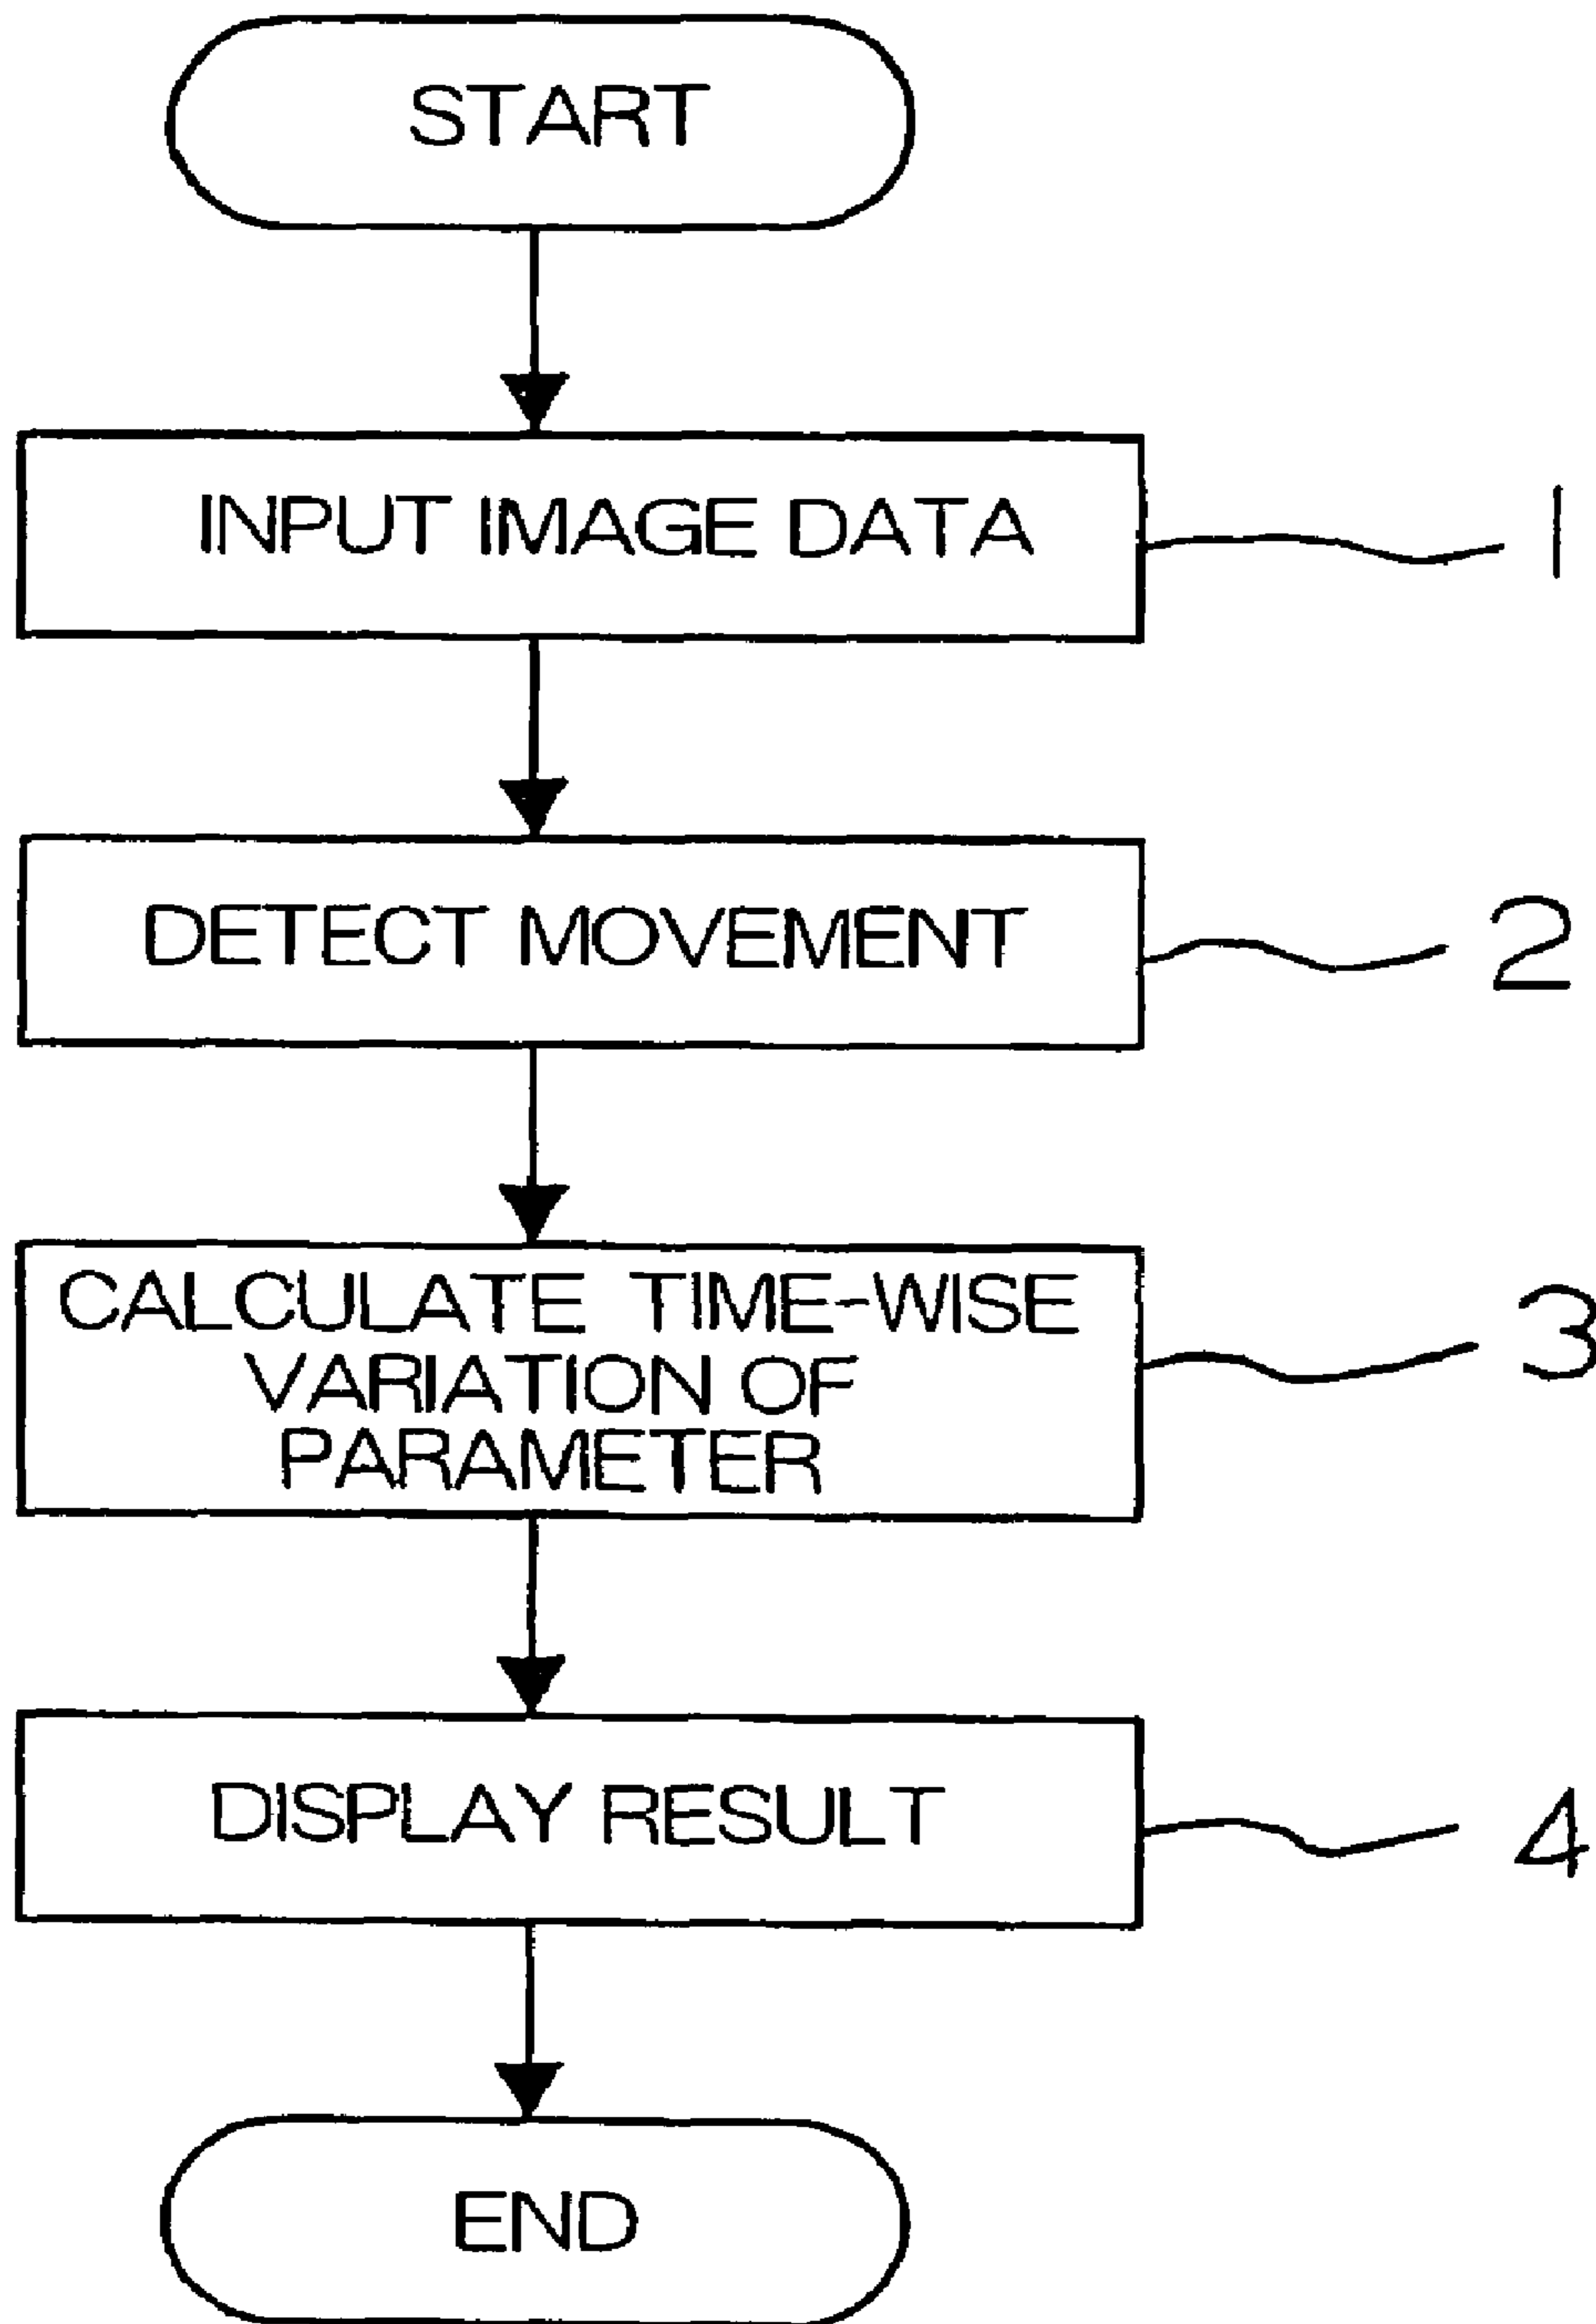 START
INPUT IMAGE DATA
1
DETECT MOVEMENT
2
CALCULATE TIME-WISE
VARIATION OF
PARAMETER
3
DISPLAY RESULT
4
END